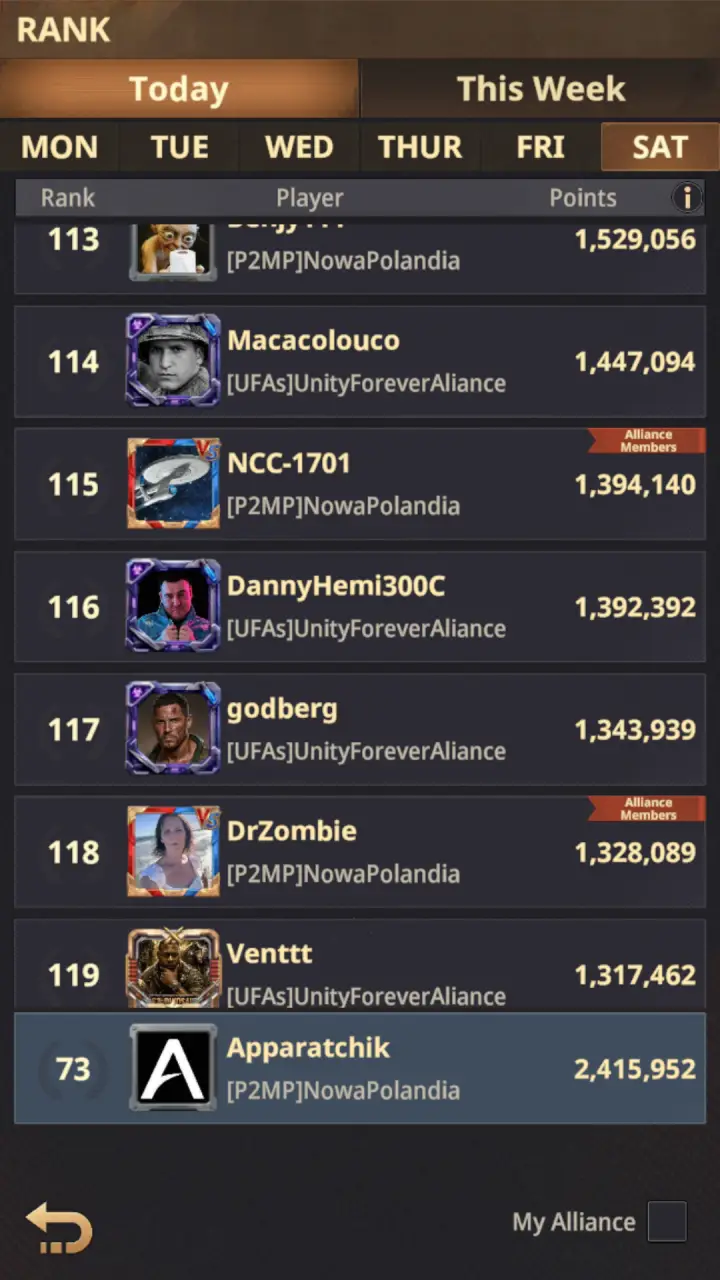 RANK
Today This Week
MON TUE WED THUR FRI SAT
Rank Player Points i
113 1,529,056
[P2MP]NowaPolandia
114 Macacolouco 1,447,094
[UFAs]UnityForeverAliance
Alliance
Members
115 NCC-1701 1,394,140
[P2MP]NowaPolandia
116 DannyHemi300C 1,392,392
[UFAs]UnityForeverAliance
117 godberg 1,343,939
[UFAs]UnityForeverAliance
Alliance
Members
118 DrZombie 1,328,089
[P2MP]NowaPolandia
119 Venttt 1,317,462
[UFAs]UnityForeverAliance
73 Apparatchik 2,415,952
[P2MP]NowaPolandia
My Alliance